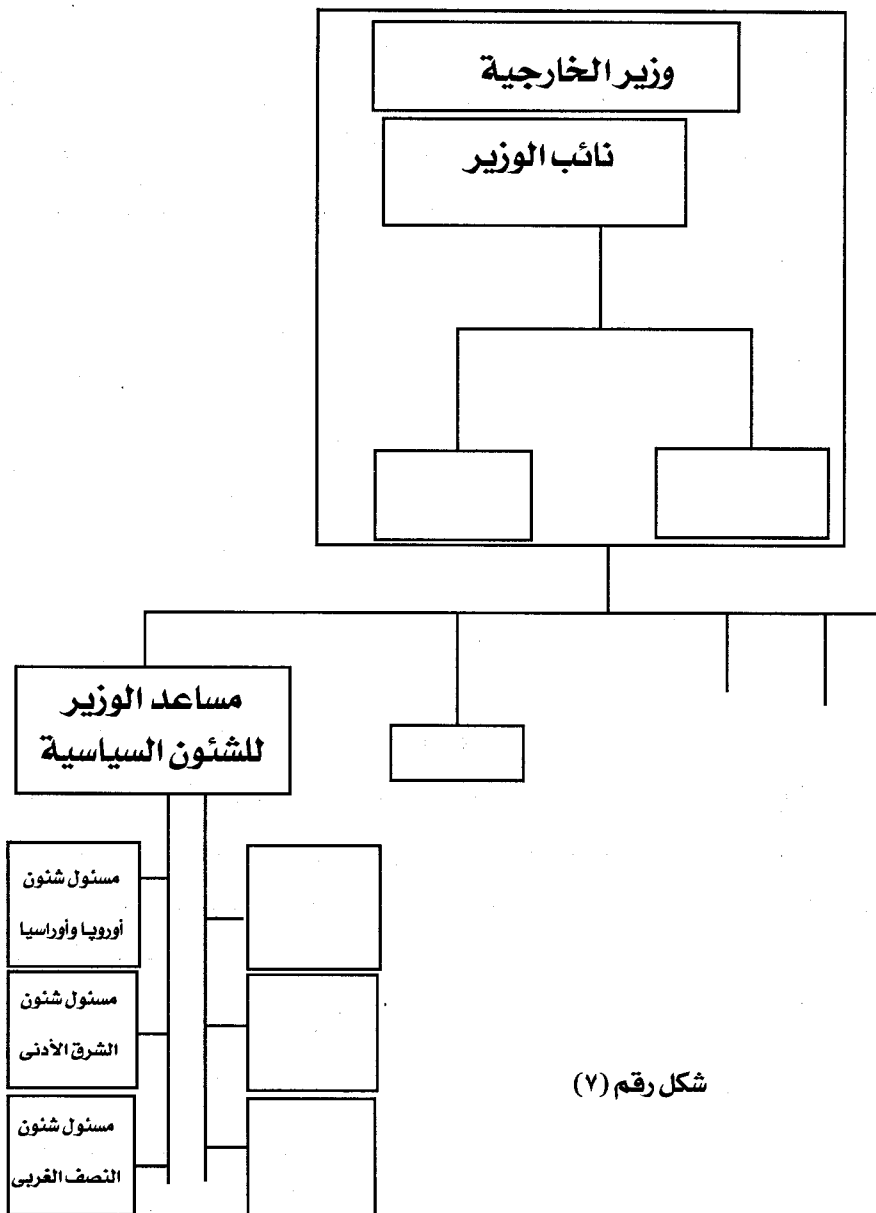 وزير الخارجية
نائب الوزير
مساعد الوزير
للشئون السياسية
مسئول شئون
أوروبا وأوراسيا
مسئول شئون
الشرق الأدنى
مسئول شئون
النصف الغربى
شكل رقم (٧)